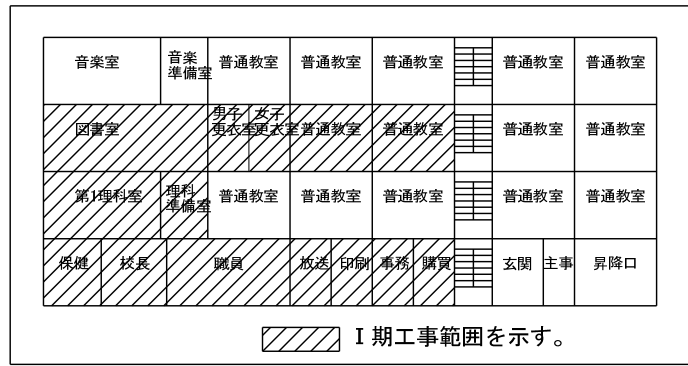 音楽室 音楽
準備室 普通教室 普通教室 普通教室 普通教室 普通教室
図書室 男子
更衣室 女子
更衣室 普通教室 普通教室 普通教室 普通教室
第1理科室 理科
準備室 普通教室 普通教室 普通教室 普通教室 普通教室
保健 校長 職員 放送 印刷 事務 購買 玄関 主事 昇降口
Ⅰ期工事範囲を示す。